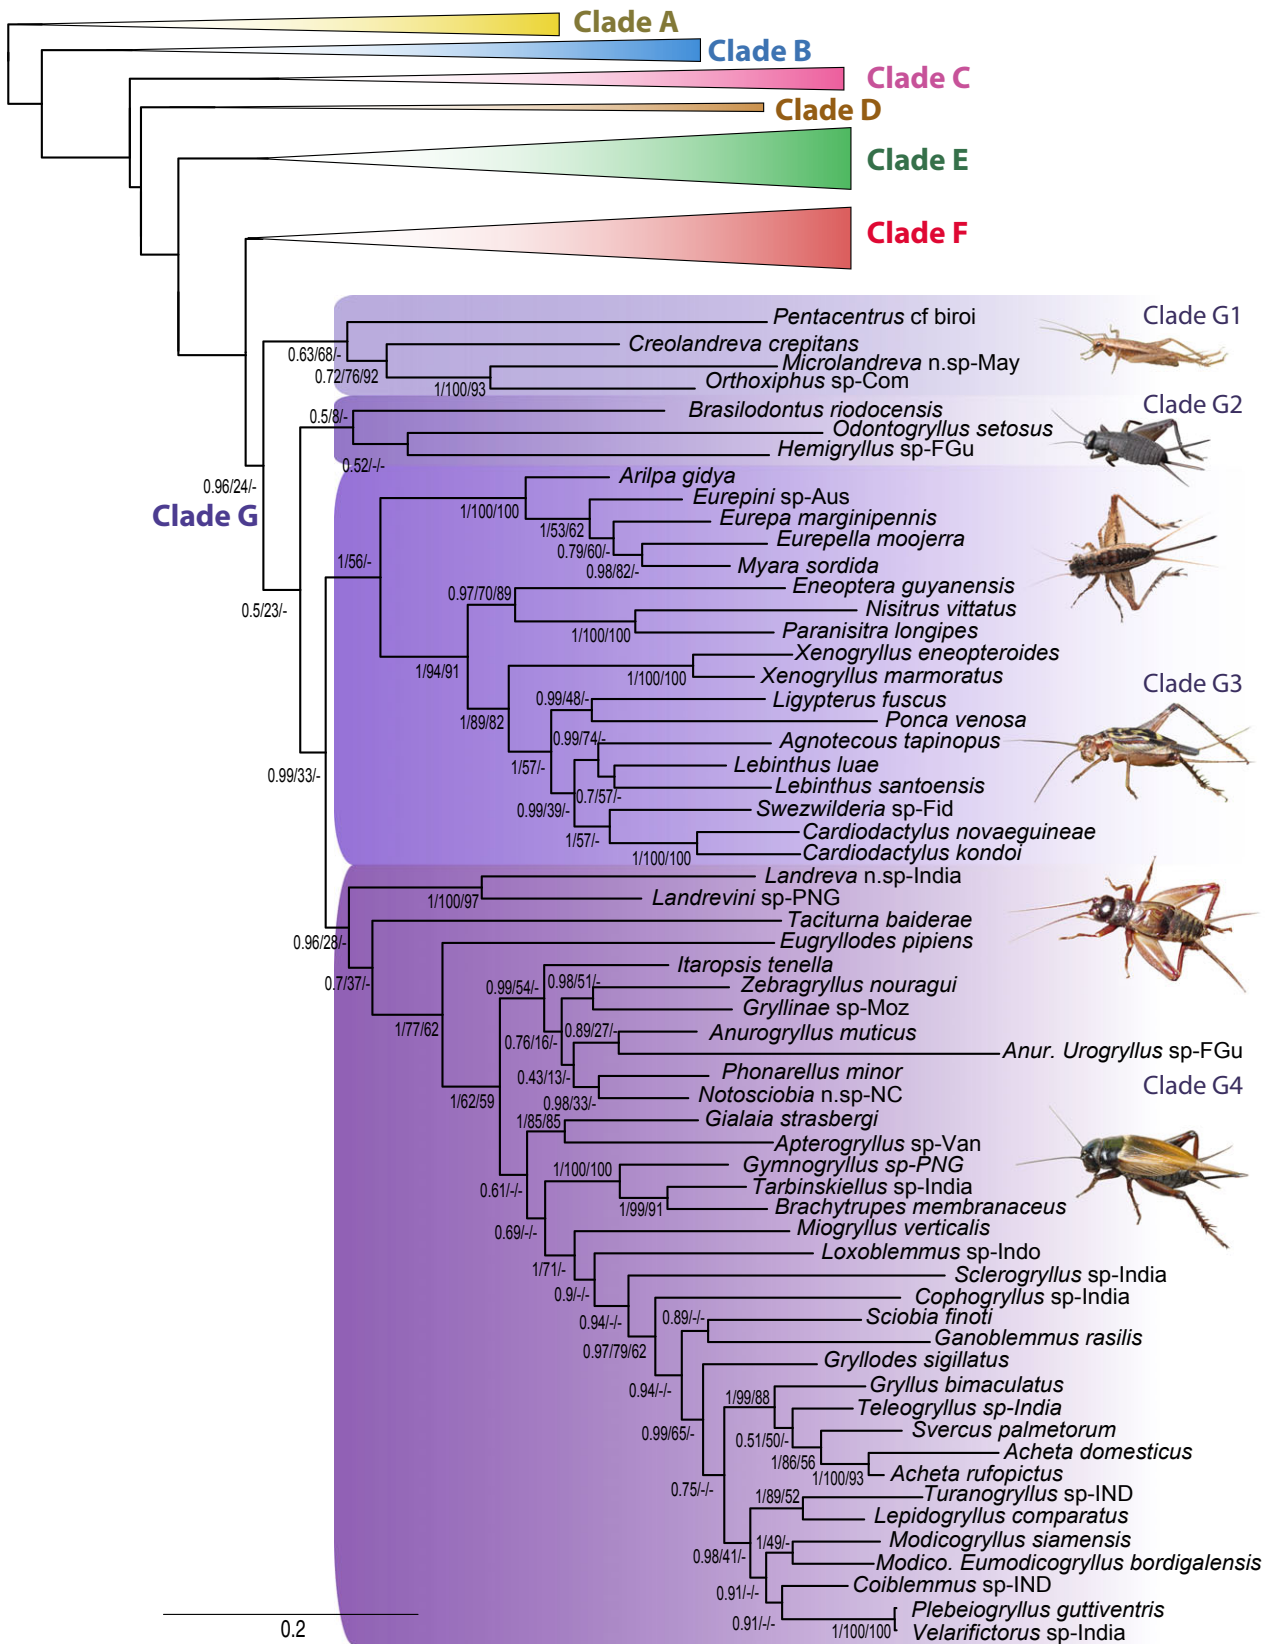 Clade A
Clade B
Clade C
Clade D
Clade E
Clade F
Clade G1
Pentacentrus cf biroi
Creolandreva crepitans
0.63/68/-
Microlandreva n.sp-May
0.72/76/92
Orthoxiphus sp-Com
1/100/93
Clade G2
Brasilodontus riodocensis
0.5/8/-
Odontogryllus setosus
Hemigryllus sp-FGu
0.52/-/-
Arilpa gidya
0.96/24/-
Eurepini sp-Aus
1/100/100
Clade G
Eurepa marginipennis
1/53/62
Eurepella moojerra
0.79/60/-
1/56/-
Myara sordida
0.98/82/-
Eneoptera guyanensis
0.97/70/89
Nisitrus vittatus
0.5/23/-
Paranisitra longipes
1/100/100
Xenogryllus eneopteroides
1/94/91
Xenogryllus marmoratus
1/100/100
Clade G3
Ligypterus fuscus
0.99/48/-
Ponca venosa
1/89/82
Agnotecous tapinopus
0.99/74/-
Lebinthus luae
1/57/-
0.99/33/-
Lebinthus santoensis
0.7/57/-
Swezwilderia sp-Fid
0.99/39/-
Cardiodactylus novaeguineae
1/57/-
Cardiodactylus kondoi
1/100/100
Landreva n.sp-India
Landrevini sp-PNG
1/100/97
Taciturna baiderae
Eugryllodes pipiens
0.96/28/-
Itaropsis tenella
0.7/37/-
Zebragryllus nouragui
0.99/54/-
0.98/51/-
Gryllinae sp-Moz
Anurogryllus muticus
1/77/62
0.89/27/-
0.76/16/-
Anur. Urogryllus sp-FGu
Phonarellus minor
0.43/13/-
Clade G4
Notosciobia n.sp-NC
1/62/59
0.98/33/-
Gialaia strasbergi
1/85/85
Apterogryllus sp-Van
Gymnogryllus sp-PNG
1/100/100
Tarbinskiellus sp-India
0.61/-/-
Brachytrupes membranaceus
1/99/91
Miogryllus verticalis
0.69/-/-
Loxoblemmus sp-Indo
1/71/-
Sclerogryllus sp-India
0.9/-/-
Cophogryllus sp-India
0.94/-/-
Sciobia finoti
0.89/-/-
Ganoblemmus rasilis
0.97/79/62
Gryllodes sigillatus
0.94/-/-
Gryllus bimaculatus
1/99/88
Teleogryllus sp-India
0.99/65/-
Svercus palmetorum
0.51/50/-
Acheta domesticus
1/86/56
Acheta rufopictus
1/100/93
0.75/-/-
Turanogryllus sp-IND
1/89/52
Lepidogryllus comparatus
Modicogryllus siamensis
1/49/-
0.98/41/-
Modico. Eumodicogryllus bordigalensis
Coiblemmus sp-IND
0.91/-/-
Plebeiogryllus guttiventris
0.91/-/-
Velarifictorus sp-India
1/100/100
0.2